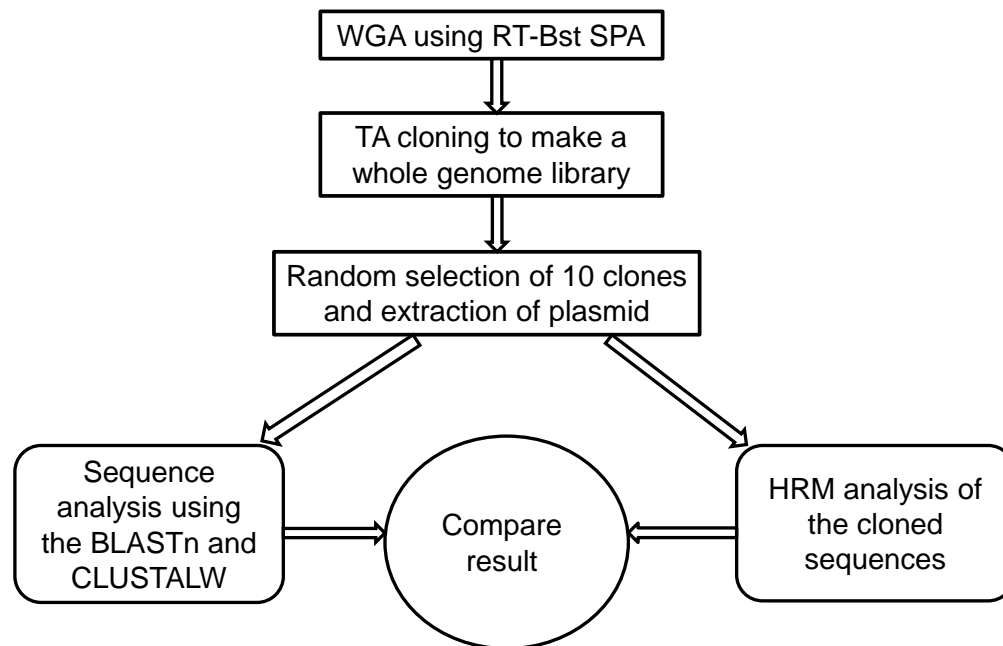 WGA using RT-Bst SPA
TA cloning to make a
whole genome library
Random selection of 10 clones
and extraction of plasmid
Sequence
analysis using
the BLASTn and
CLUSTALW
Compare
result
HRM analysis of
the cloned
sequences